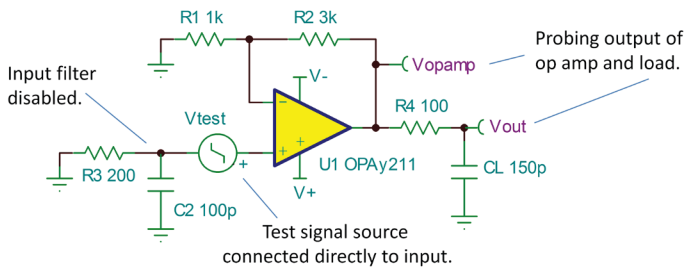 R1 1k
R2 3k
Probing output of
op amp and load.
Vopamp
Input filter
disabled.
V-
Vtest
-
R4 100
Vout
+
+
+
R3 200
U1 OPAy211
CL 150p
V+
C2 100p
Test signal source
connected directly to input.